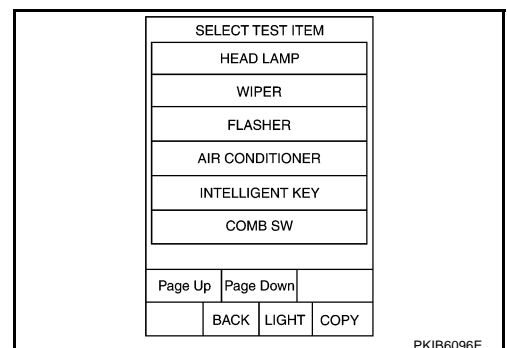 SELECT TEST ITEM
HEAD LAMP
WIPER
FLASHER
AIR CONDITIONER
INTELLIGENT KEY
COMB SW
Page Up Page Down
BACK LIGHT COPY
PKIB6096E